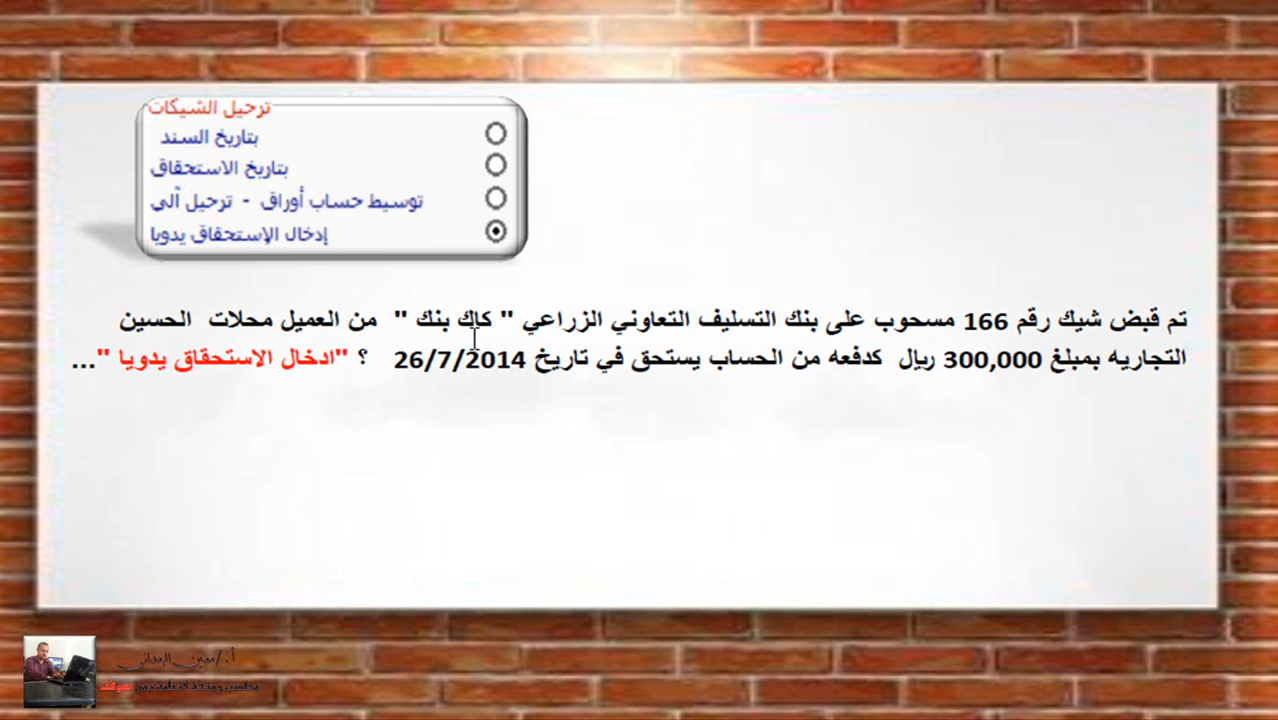 ترحيل الشيكات
بتاريخ السند
بتاريخ الاستحقاق
توسيط حساب أوراق - ترحيل آلى
إدخال الإستحقاق يدويا
تم قبض شيك رقم 166 مسحوب على بنك التسليف التعاوني الزراعي " كاك بنك " من العميل محلات الحسين
التجاريه بمبلغ 300,000 ريال كدفعه من الحساب يستحق في تاريخ 26/7/2014 ؟ "ادخال الاستحقاق يدويا "...
أ./معين